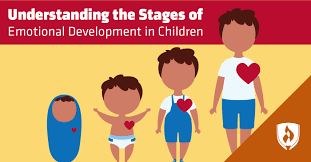 Understanding the Stages of
Emotional Development in Children